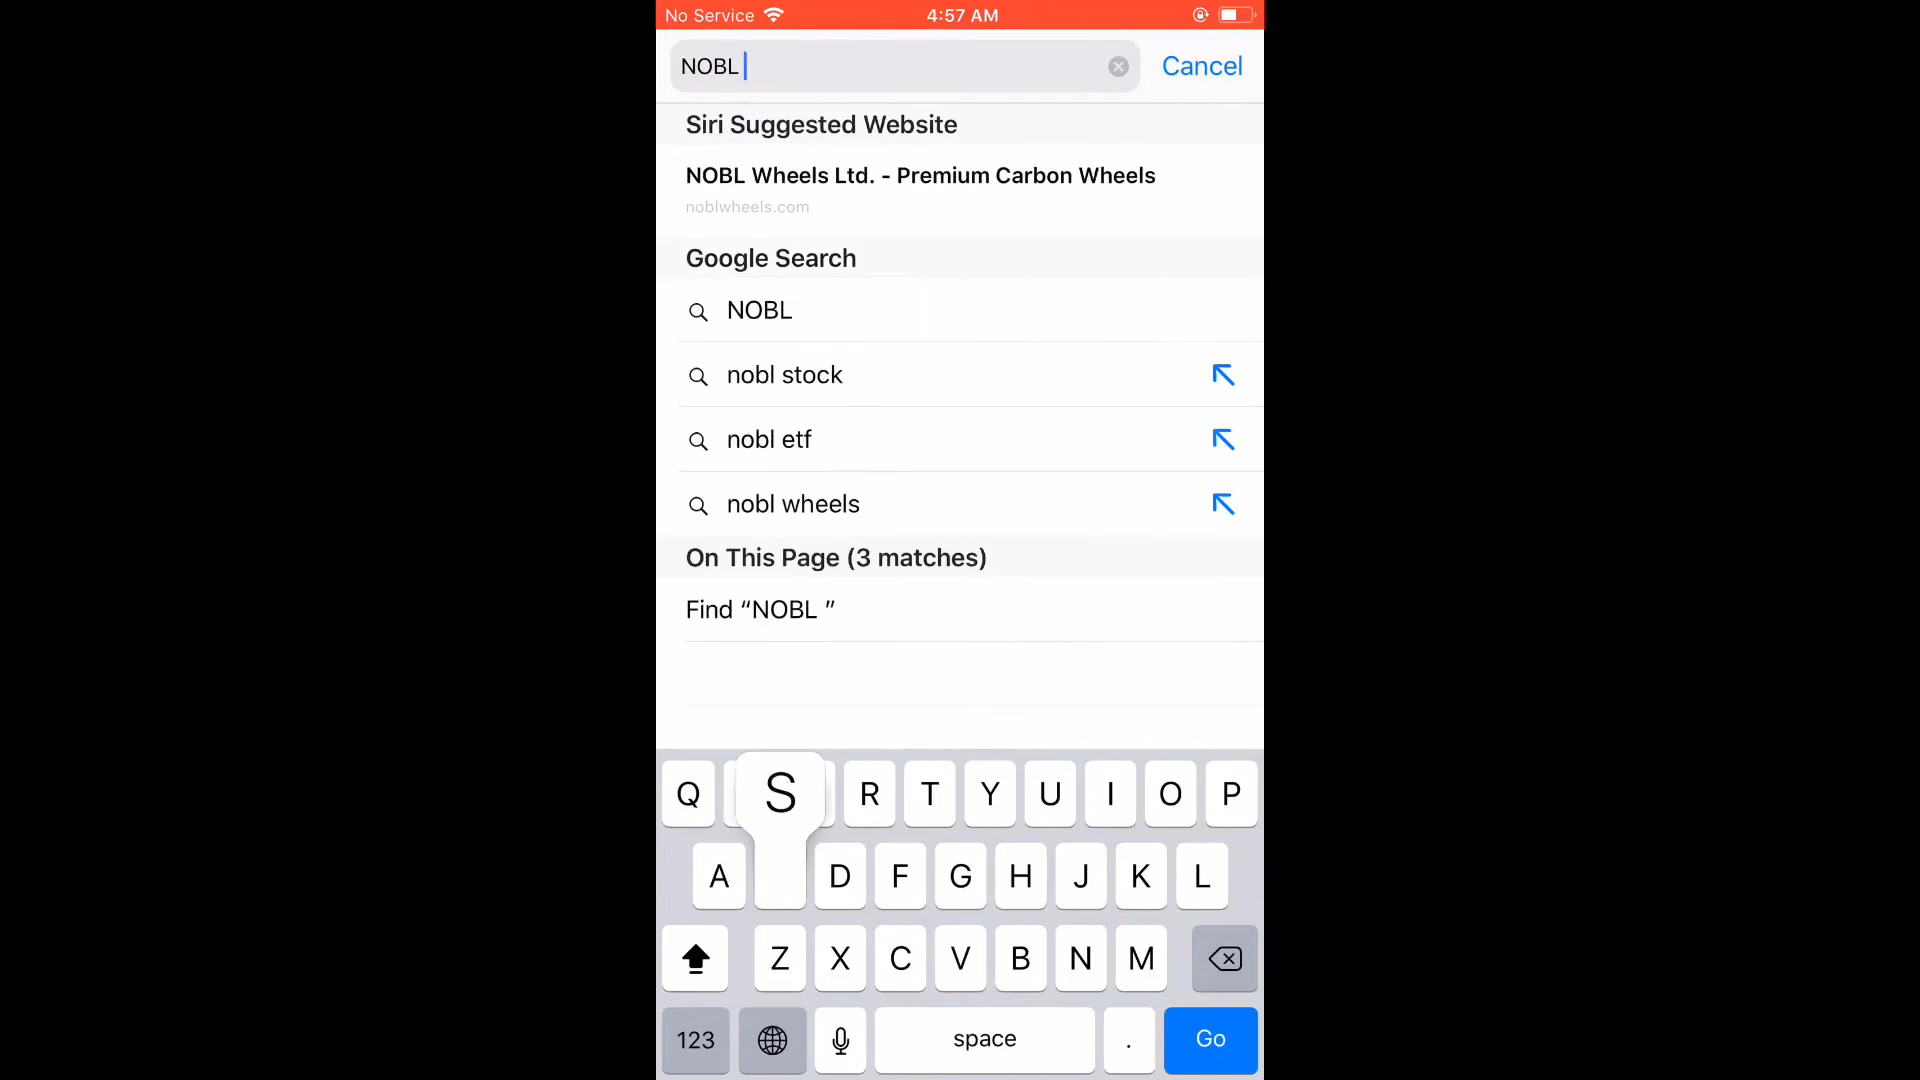 No Service 4:57 AM
NOBL Cancel
Siri Suggested Website
NOBL Wheels Ltd. - Premium Carbon Wheels
noblwheels.com
Google Search
NOBL
nobl stock
nobl etf
nobl wheels
On This Page (3 matches)
Find “NOBL ”
Q S R T Y U I O P
A D F G H J K L
Z X C V B N M
123 space . Go